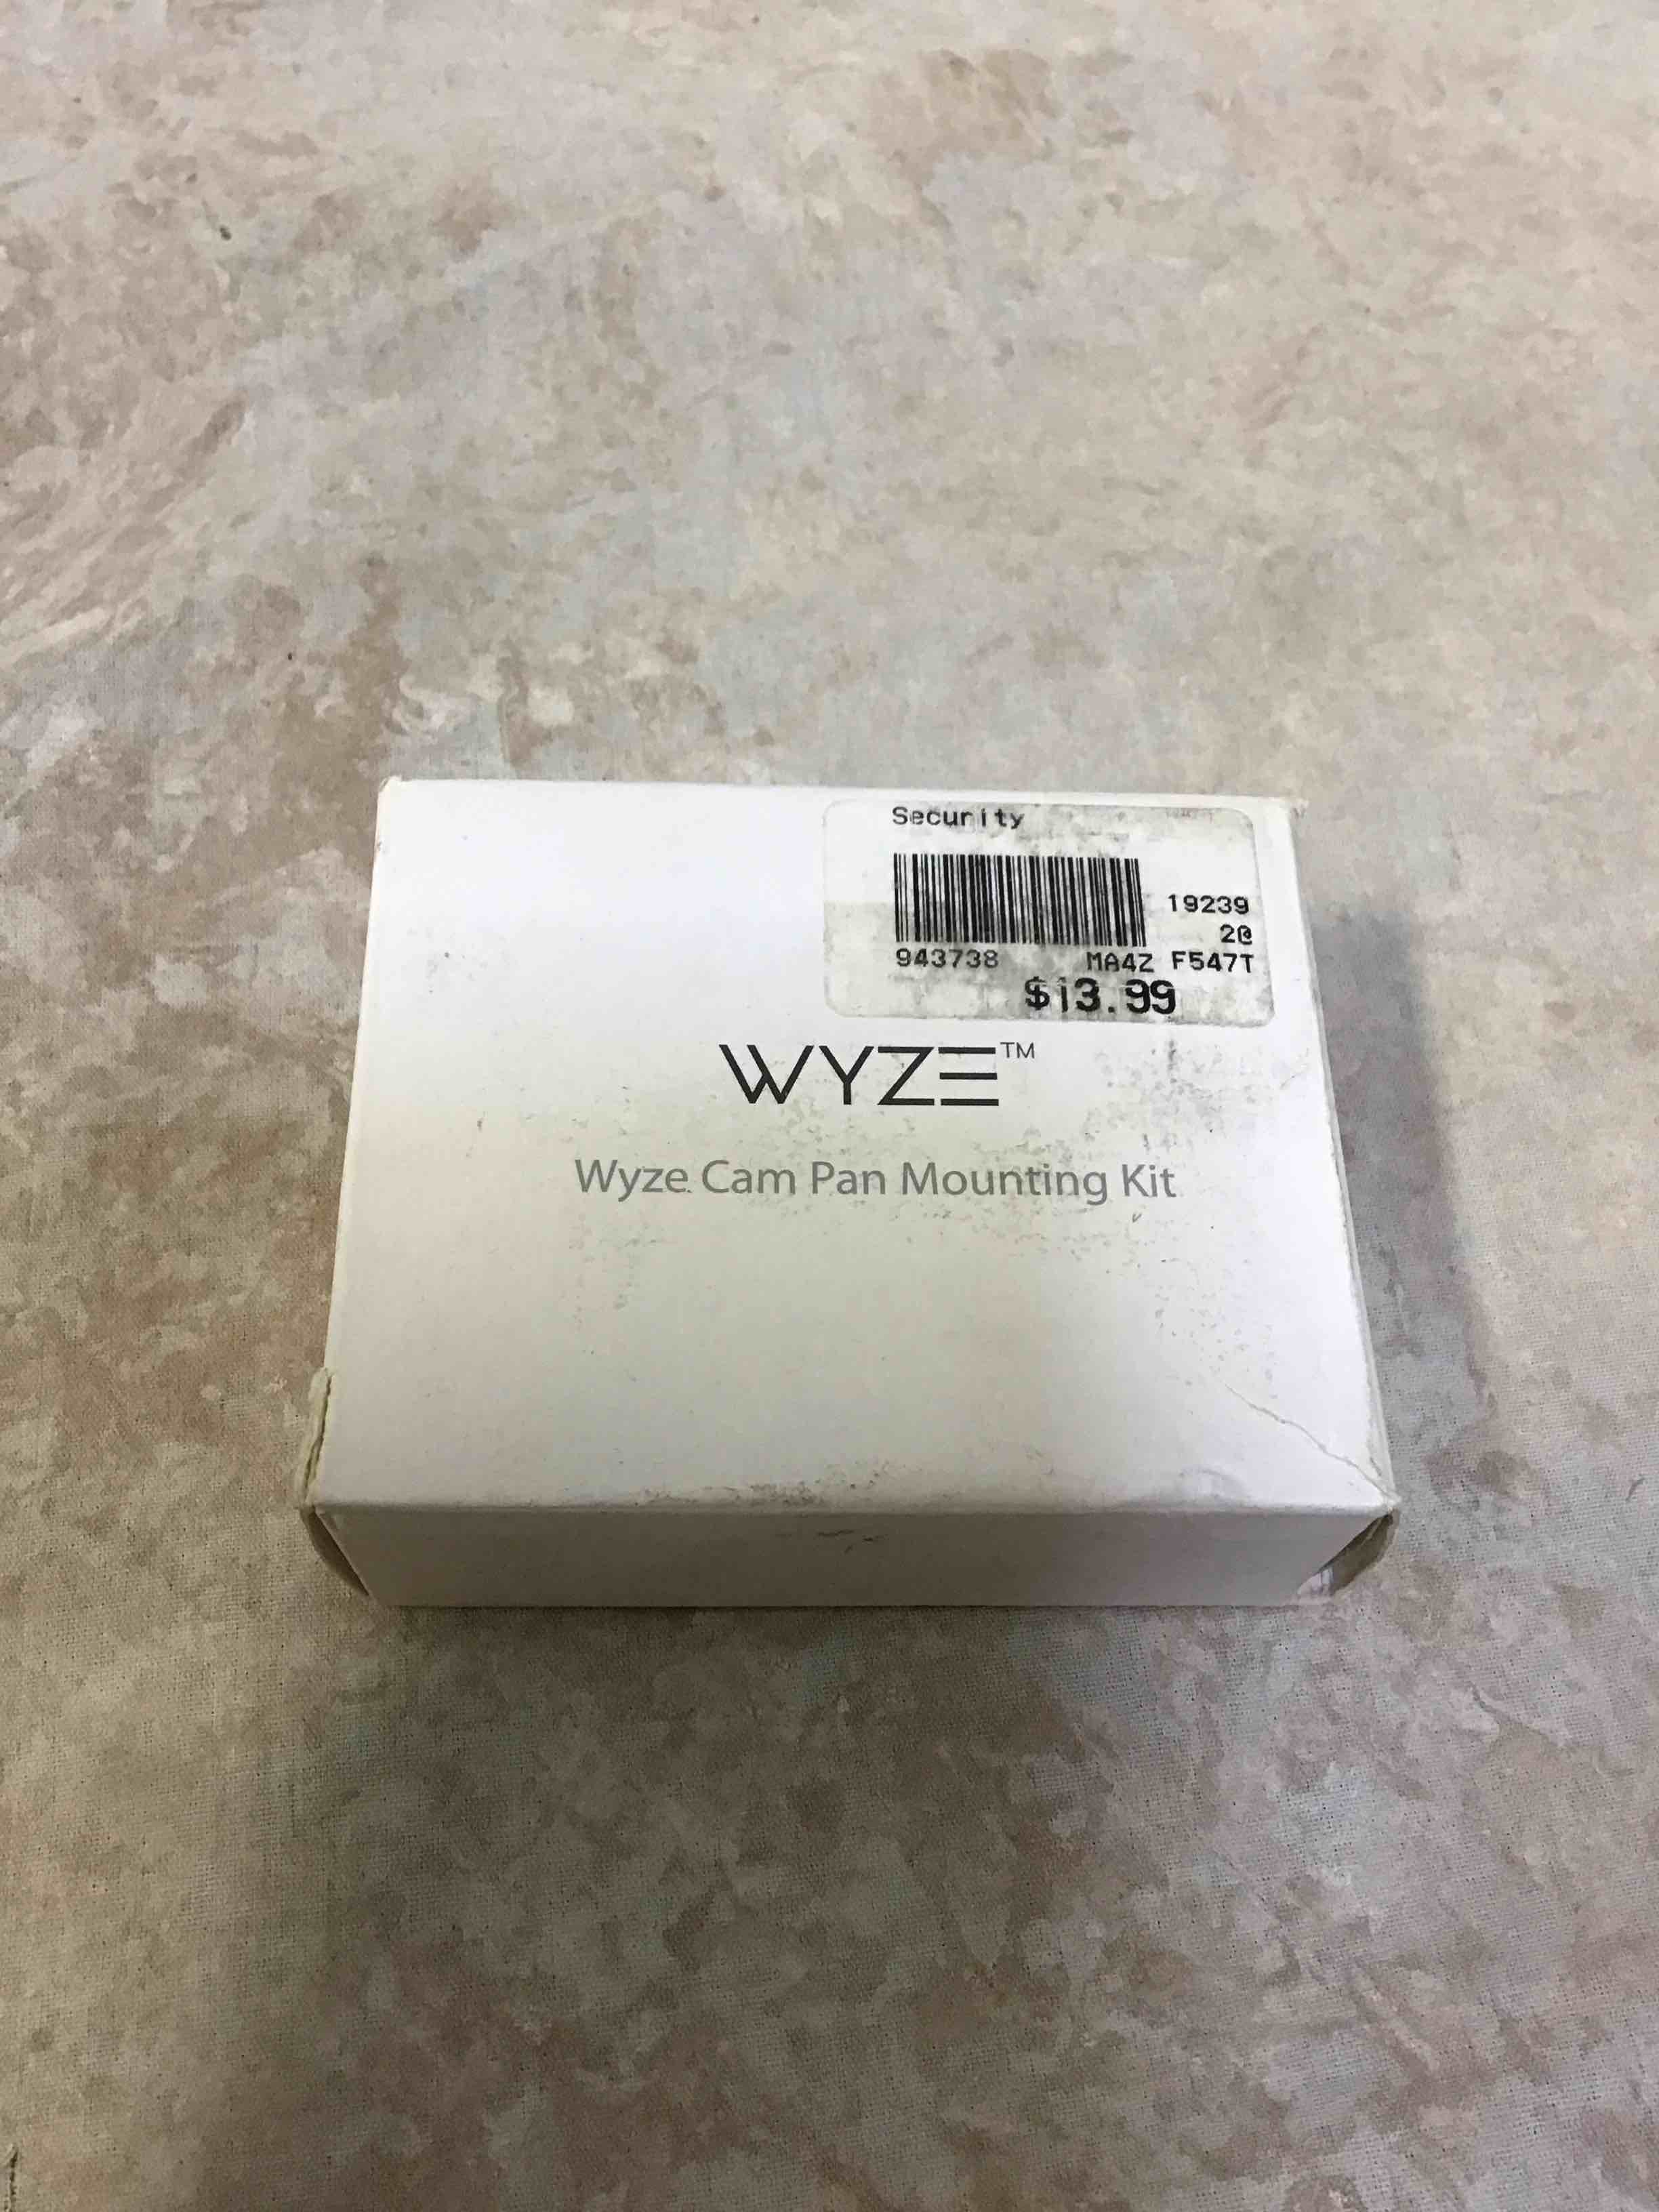 Security
19239
2@
943738 MA4Z F547T
$13.99
WYZE™
Wyze Cam Pan Mounting Kit